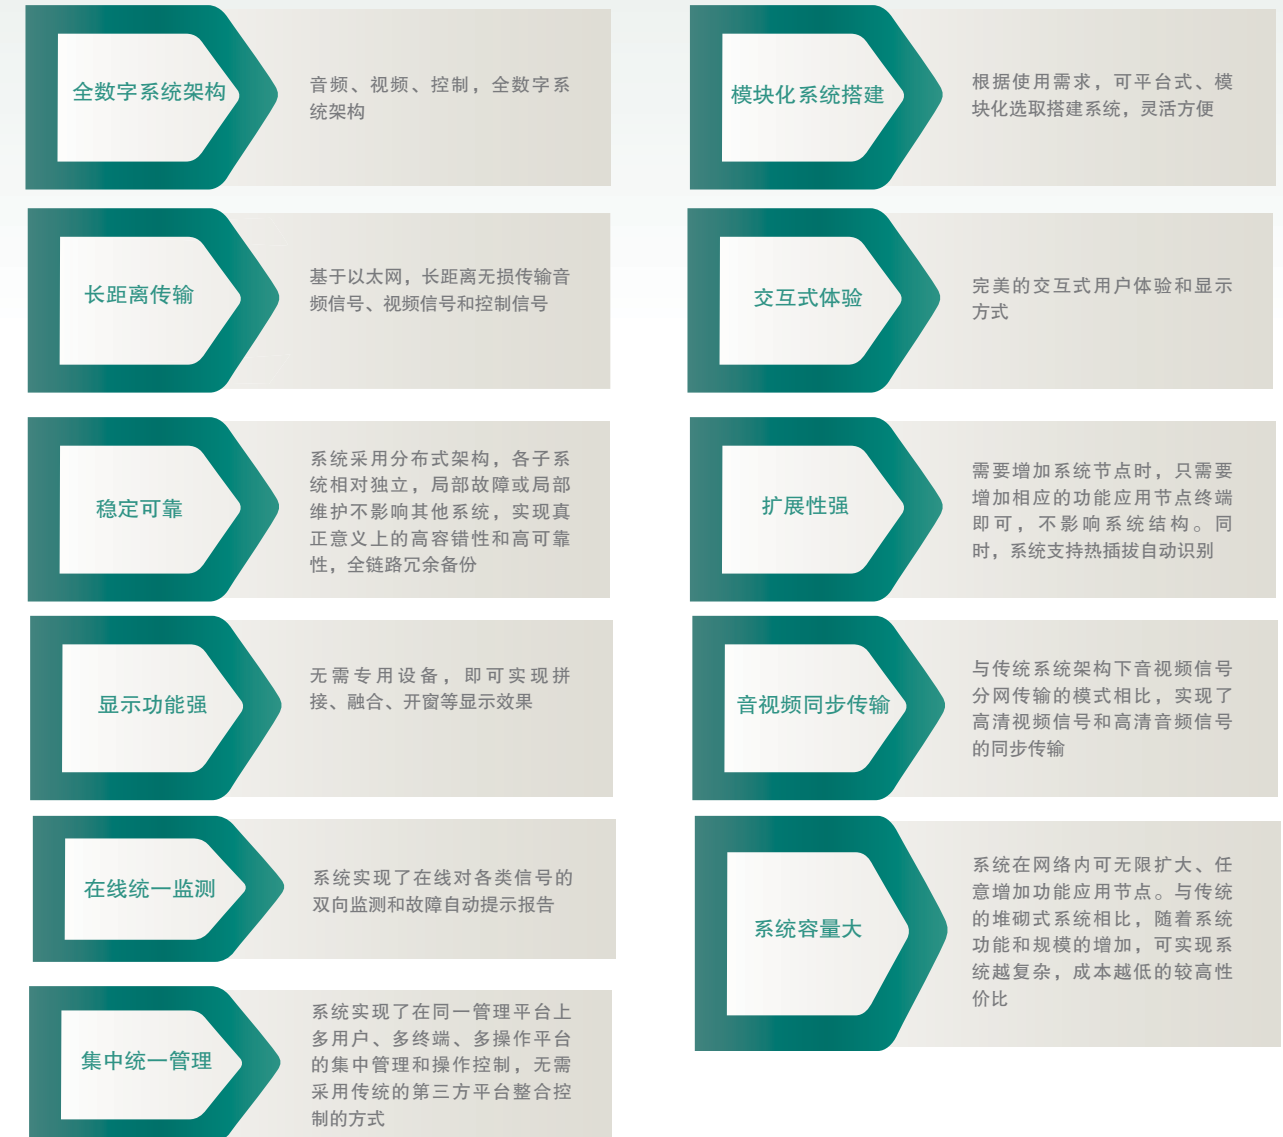 全数字系统架构
音频、视频、控制，全数字系
统架构
模块化系统搭建
根据使用需求，可平台式、模
块化选取搭建系统，灵活方便
长距离传输
基于以太网，长距离无损传输音
频信号、视频信号和控制信号
交互式体验
完美的交互式用户体验和显示
方式
稳定可靠
系统采用分布式架构，各子系
统相对独立，局部故障或局部
维护不影响其他系统，实现真
正意义上的高容错性和高可靠
性，全链路冗余备份
扩展性强
需要增加系统节点时，只需要
增加相应的功能应用节点终端
即可，不影响系统结构。同
时，系统支持热插拔自动识别
显示功能强
无需专用设备，即可实现拼
接、融合、开窗等显示效果
音视频同步传输
与传统系统架构下音视频信号
分网传输的模式相比，实现了
高清视频信号和高清音频信号
的同步传输
在线统一监测
系统实现了在线对各类信号的
双向监测和故障自动提示报告
系统容量大
系统在网络内可无限扩大、任
意增加功能应用节点。与传统
的堆砌式系统相比，随着系统
功能和规模的增加，可实现系
统越复杂，成本越低的较高性
价比
集中统一管理
系统实现了在同一管理平台上
多用户、多终端、多操作平台
的集中管理和操作控制，无需
采用传统的第三方平台整合控
制的方式